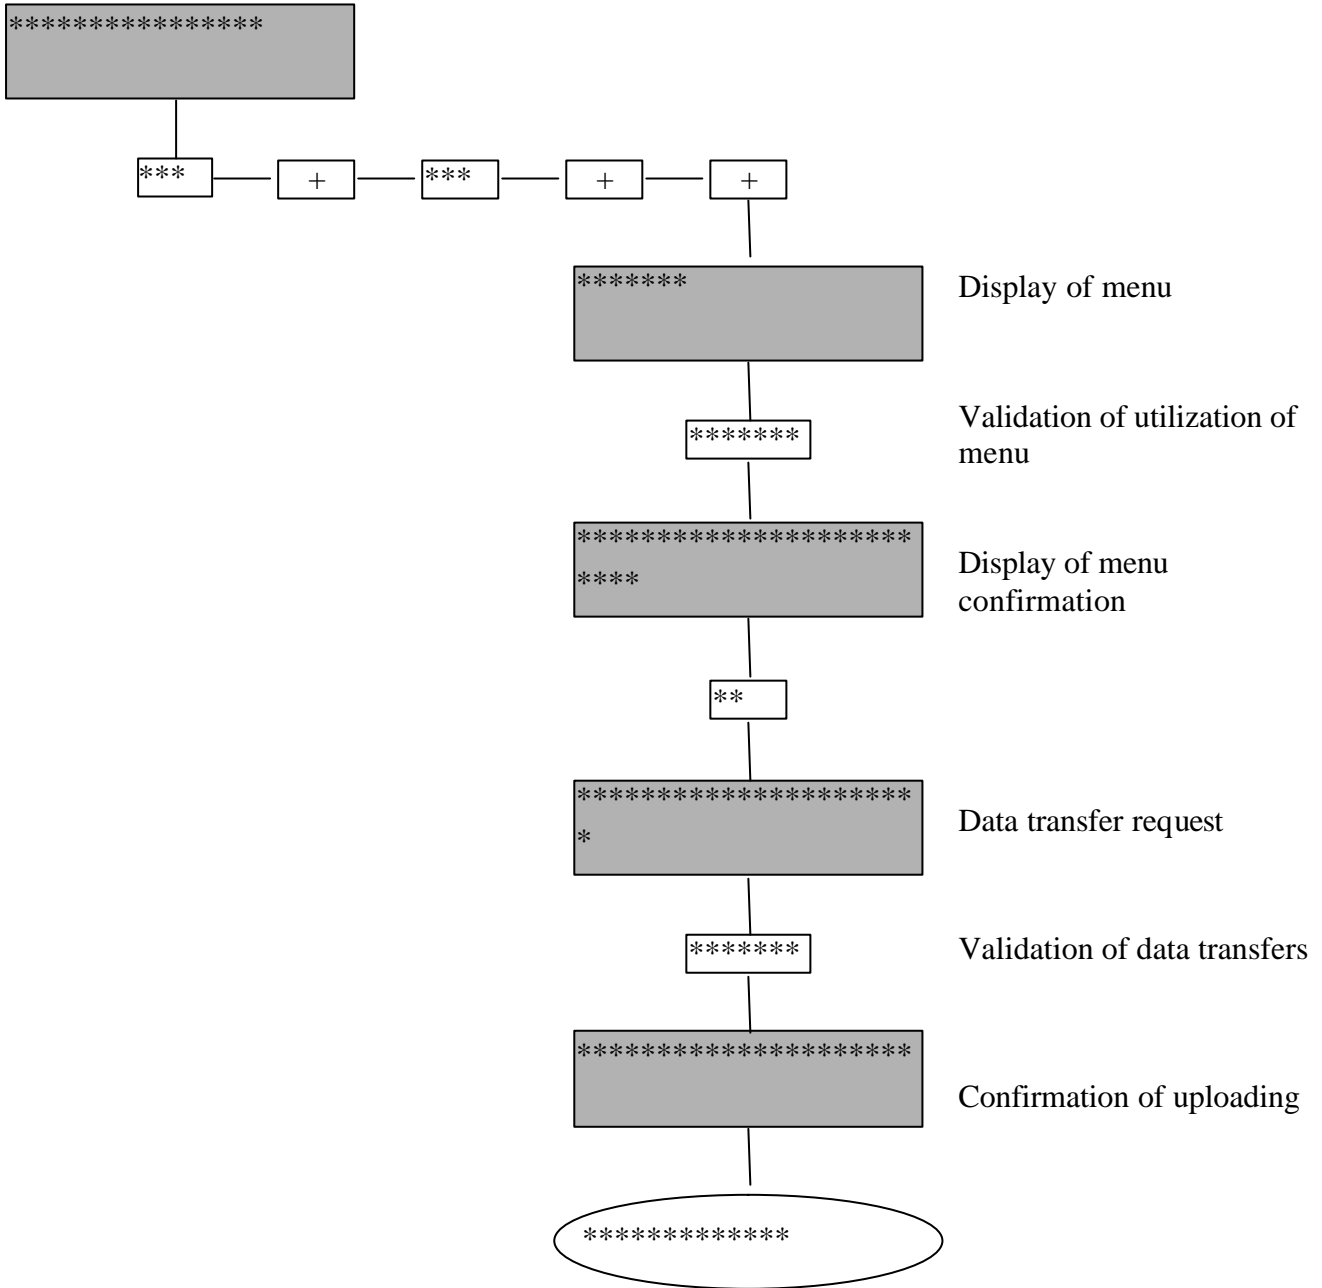 ****************
***
+
***
+
+
*******
Display of menu
*******
Validation of utilization of
menu
*********************
****
Display of menu
confirmation
**
*********************
*
Data transfer request
*******
Validation of data transfers
*********************
Confirmation of uploading
*************